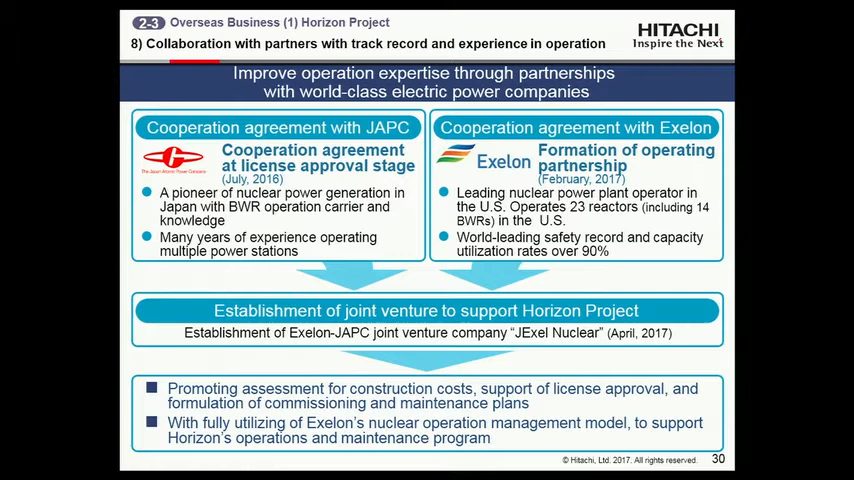 2-3 Overseas Business (1) Horizon Project
8) Collaboration with partners with track record and experience in operation
HITACHI
Inspire the Next
Improve operation expertise through partnerships
with world-class electric power companies
Cooperation agreement with JAPC
The Japan Atomic Power Company
Cooperation agreement
at license approval stage
(July, 2016)
A pioneer of nuclear power generation in
Japan with BWR operation carrier and
knowledge
Many years of experience operating
multiple power stations
Cooperation agreement with Exelon
Exelon
Formation of operating
partnership
(February, 2017)
Leading nuclear power plant operator in
the U.S. Operates 23 reactors (including 14
BWRs) in the U.S.
World-leading safety record and capacity
utilization rates over 90%
Establishment of joint venture to support Horizon Project
Establishment of Exelon-JAPC joint venture company “JExel Nuclear” (April, 2017)
Promoting assessment for construction costs, support of license approval, and
formulation of commissioning and maintenance plans
With fully utilizing of Exelon’s nuclear operation management model, to support
Horizon’s operations and maintenance program
© Hitachi, Ltd. 2017. All rights reserved. 30